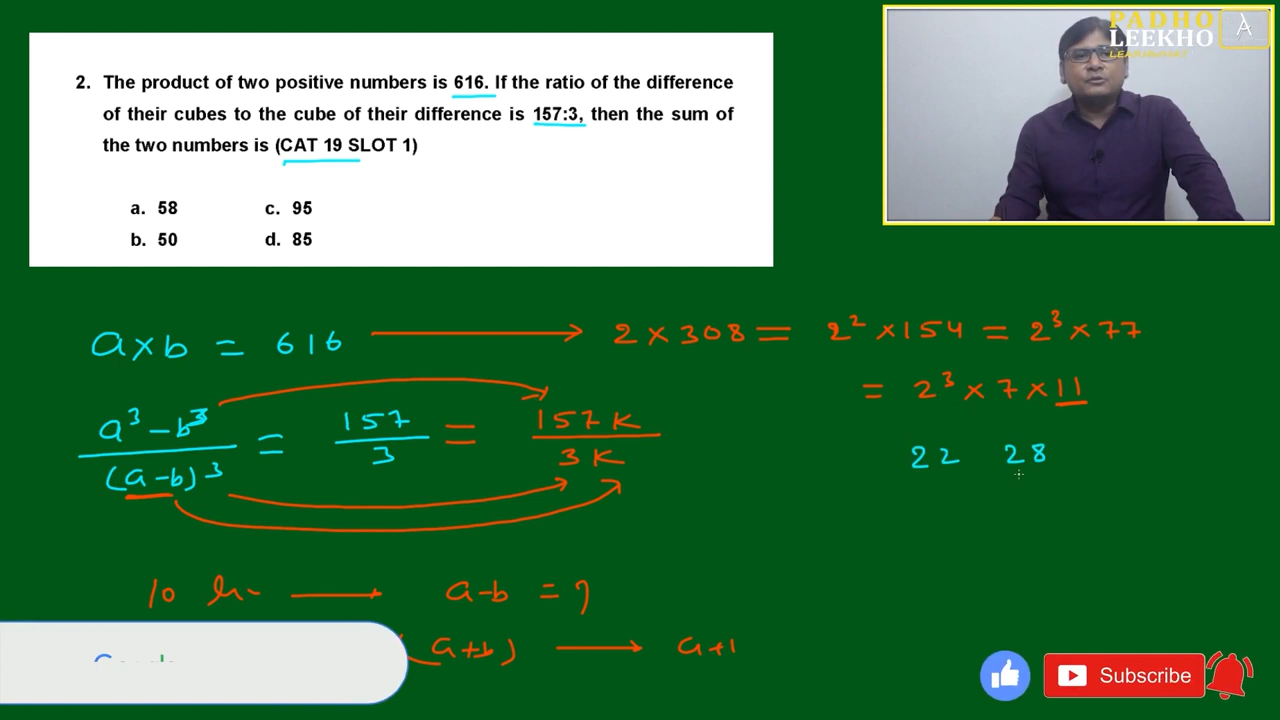 PADHO
LEEKHO
2. The product of two positive numbers is 616. If the ratio of the difference
of their cubes to the cube of their difference is 157:3, then the sum of
the two numbers is (CAT 19 SLOT 1)
a. 58 c. 95
b. 50 d. 85
a×b = 616 → 2×308 = 2²×154 = 2³×77
= 2³×7×11
a³-b³/(a-b)³ = 157/3 = 157K/3K
22 28
10 → a-b = ?
(a+b) → a+1
Subscribe